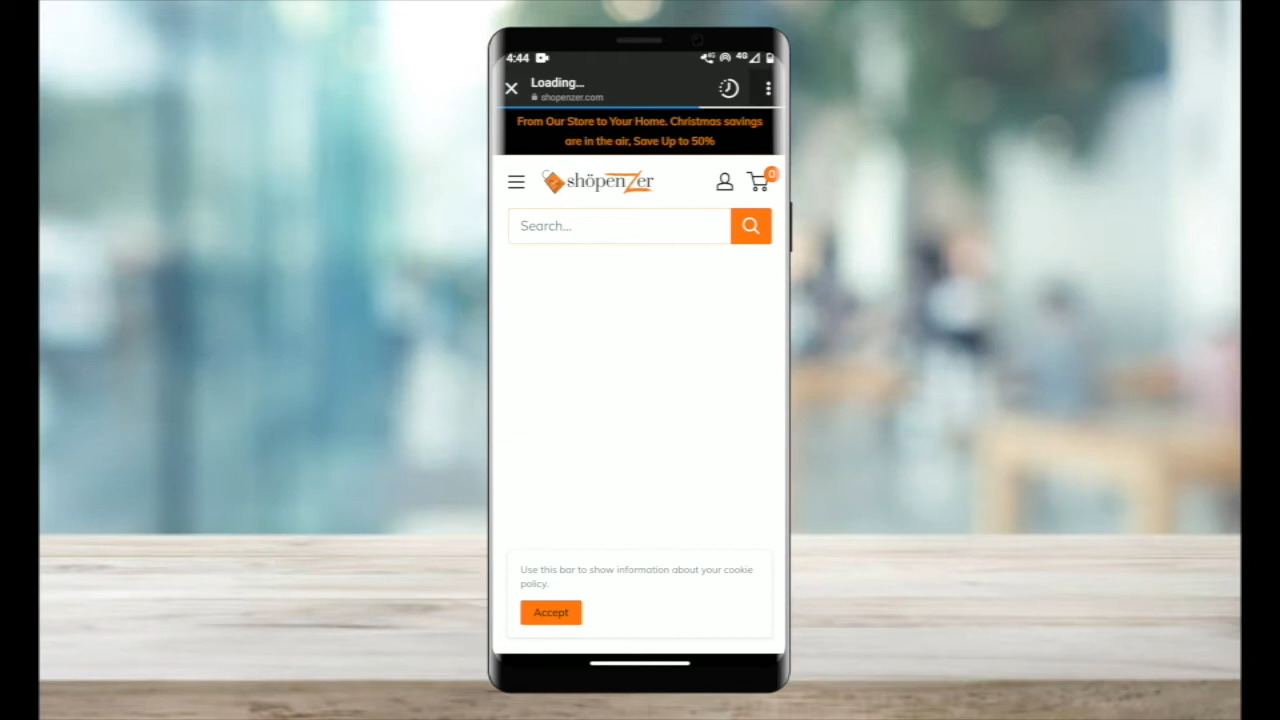 4:44
4G
Loading...
shopenzer.com
From Our Store to Your Home. Christmas savings
are in the air, Save Up to 50%
shöpenZer
0
Search...
Use this bar to show information about your cookie
policy.
Accept